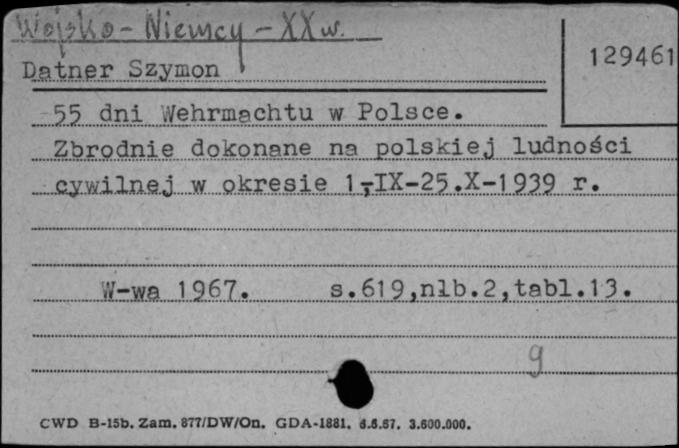 Wojsko - Niemcy - XX w.
129461
Datner Szymon
55 dni Wehrmachtu w Polsce.
Zbrodnie dokonane na polskiej ludności
cywilnej w okresie 1.-IX-25.X-1939 r.
W-wa 1967. s.619,nlb.2,tabl.13.
g
CWD B-15b. Zam. 877/DW/On. GDA-1881. 6.6.67. 3.600.000.